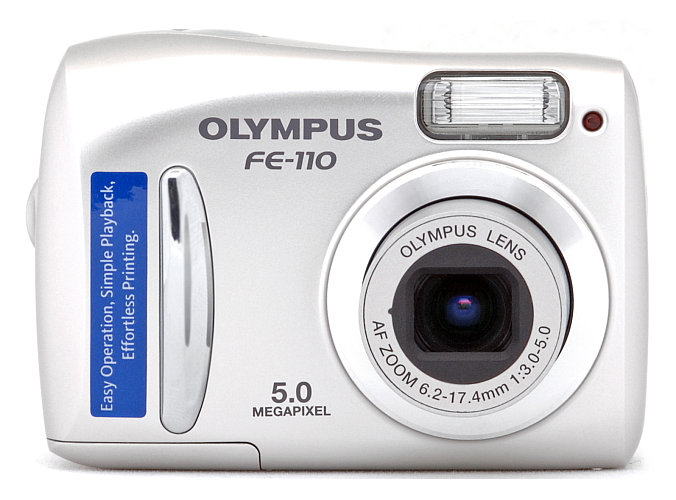 OLYMPUS
FE-110
Easy Operation, Simple Playback,
Effortless Printing.
OLYMPUS LENS
AF ZOOM 6.2-17.4mm 1:3.0-5.0
5.0
MEGAPIXEL